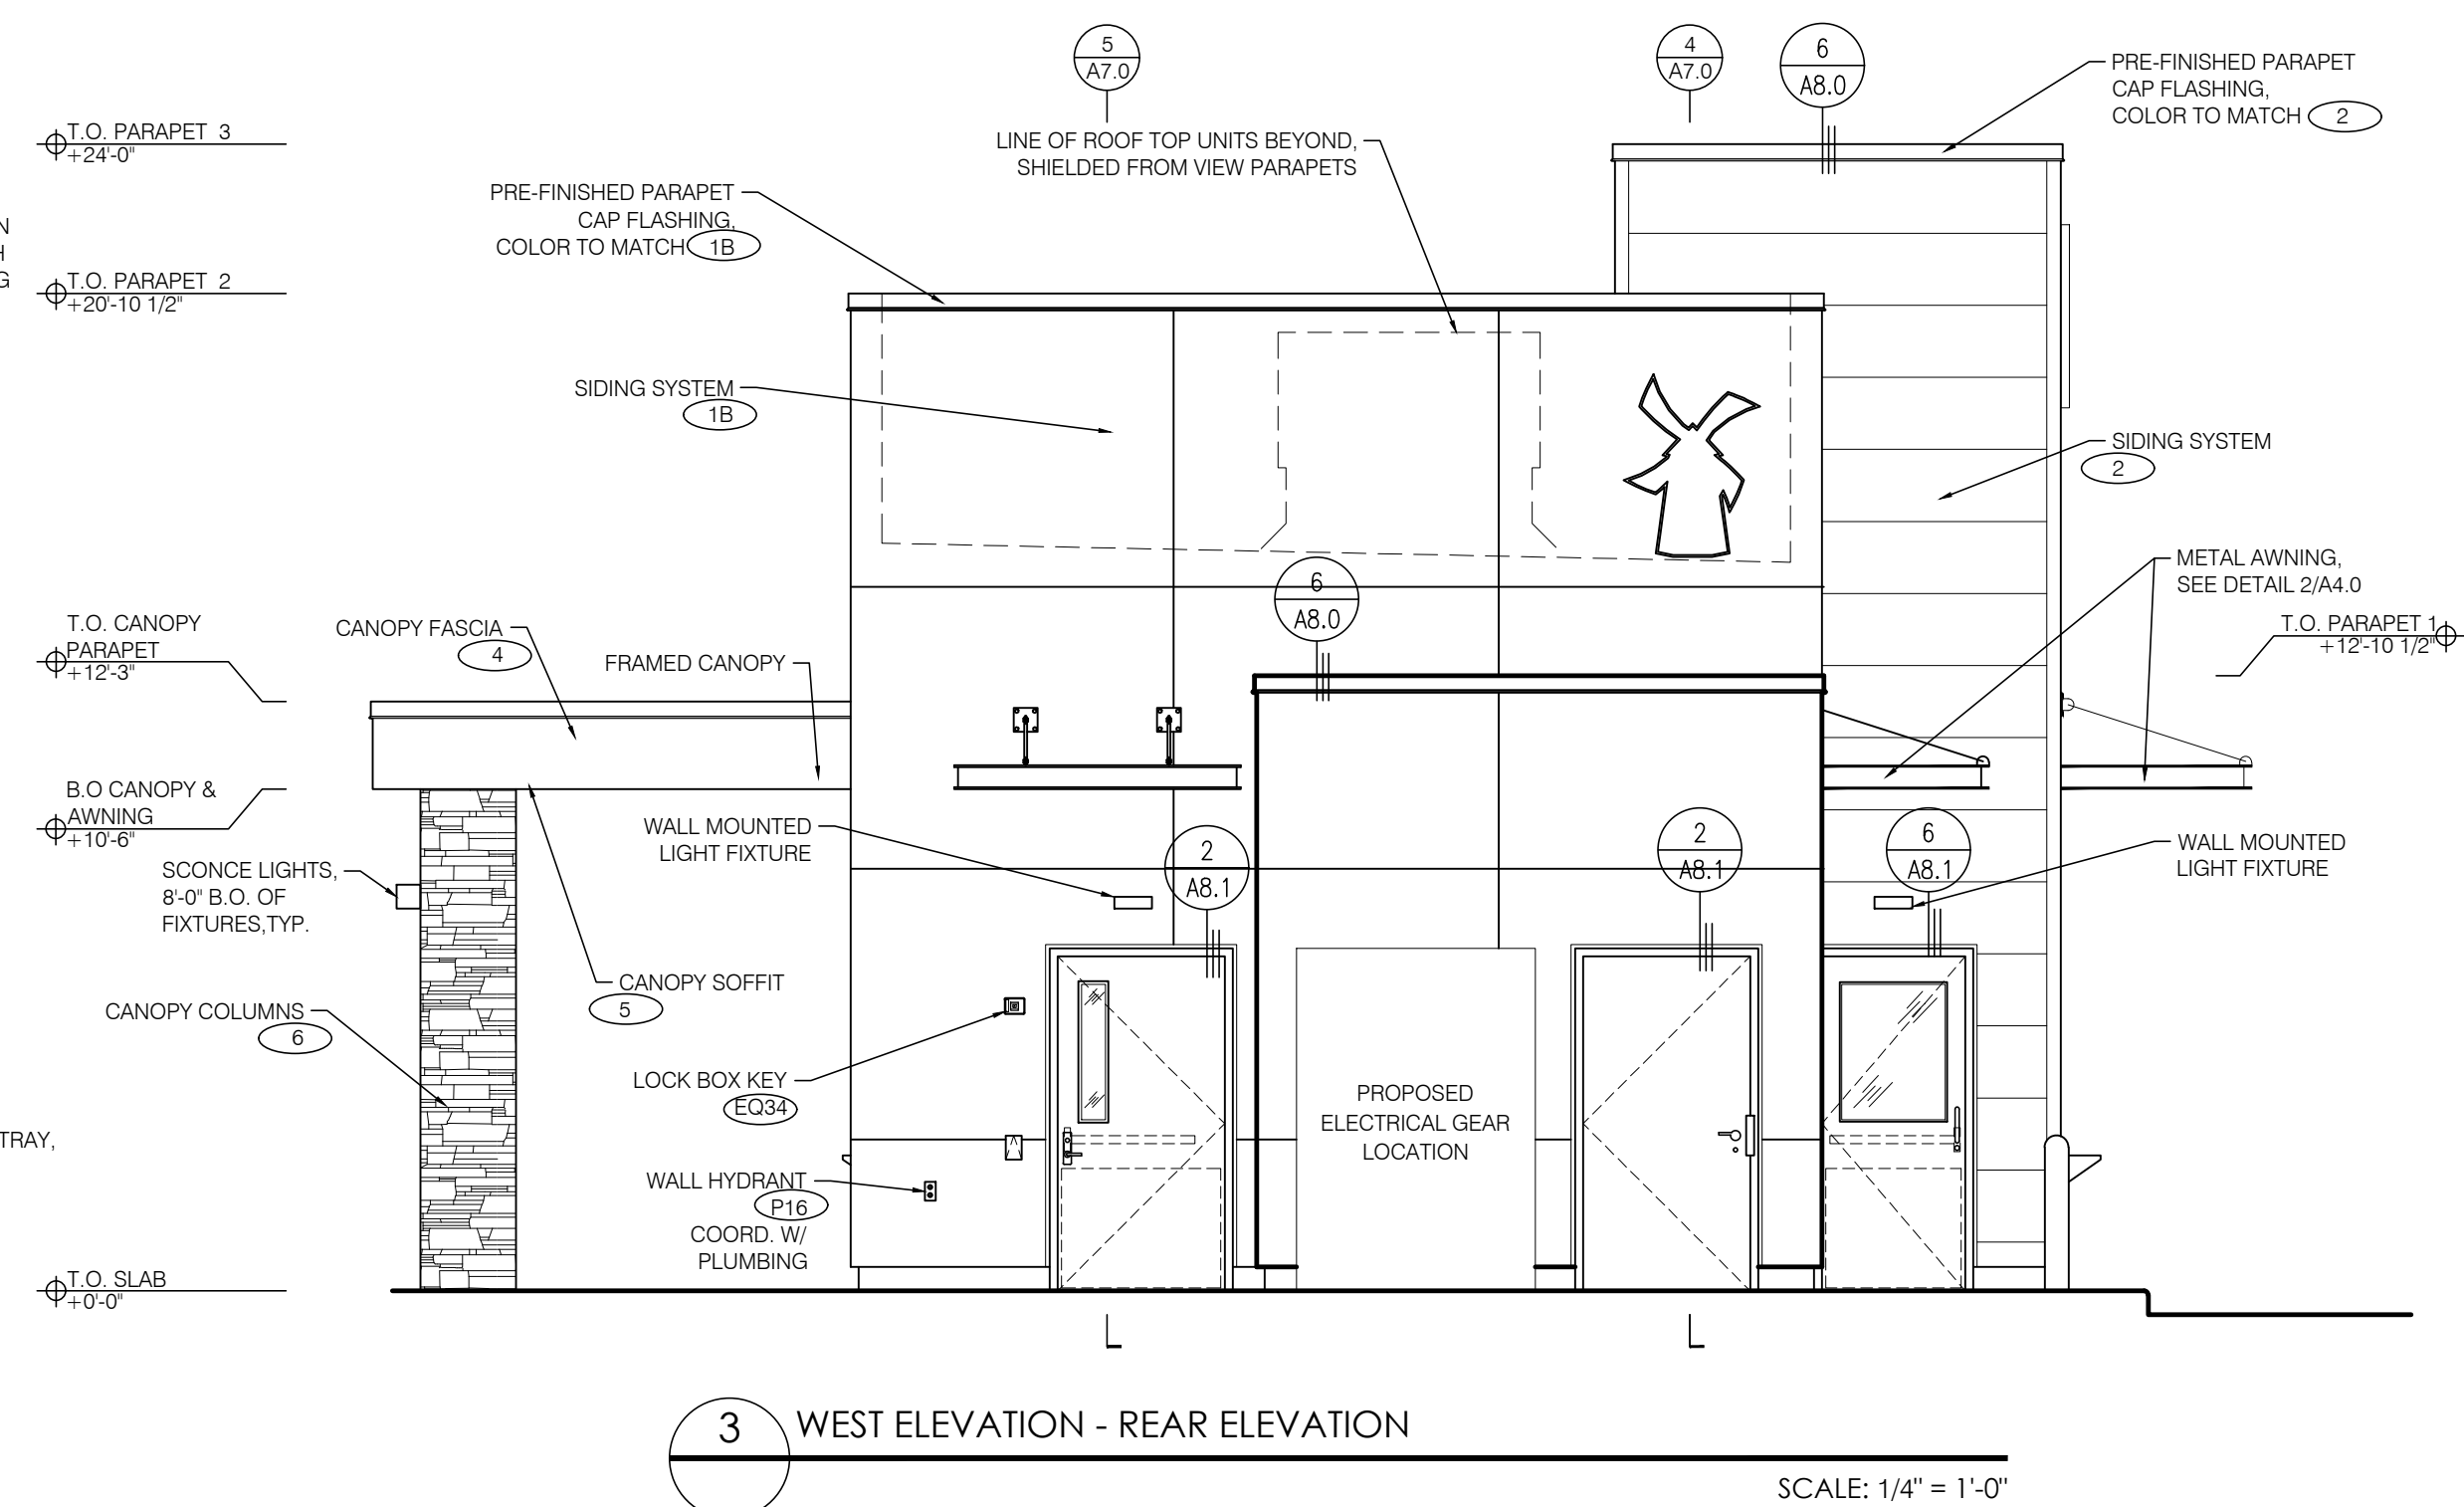 5
A7.0
4
A7.0
6
A8.0
PRE-FINISHED PARAPET
CAP FLASHING,
COLOR TO MATCH 2
T.O. PARAPET 3
+24'-0"
LINE OF ROOF TOP UNITS BEYOND,
SHIELDED FROM VIEW PARAPETS
PRE-FINISHED PARAPET
CAP FLASHING,
COLOR TO MATCH 1B
N
H
G
T.O. PARAPET 2
+20'-10 1/2"
SIDING SYSTEM
1B
SIDING SYSTEM
2
METAL AWNING,
SEE DETAIL 2/A4.0
6
A8.0
T.O. PARAPET 1
+12'-10 1/2"
T.O. CANOPY
PARAPET
+12'-3"
CANOPY FASCIA
4
FRAMED CANOPY
B.O CANOPY &
AWNING
+10'-6"
WALL MOUNTED
LIGHT FIXTURE
2
A8.1
2
A8.1
6
A8.1
WALL MOUNTED
LIGHT FIXTURE
SCONCE LIGHTS,
8'-0" B.O. OF
FIXTURES,TYP.
CANOPY SOFFIT
5
CANOPY COLUMNS
6
LOCK BOX KEY
EQ34
PROPOSED
ELECTRICAL GEAR
LOCATION
TRAY,
WALL HYDRANT
P16
COORD. W/
PLUMBING
T.O. SLAB
+0'-0"
3
WEST ELEVATION - REAR ELEVATION
SCALE: 1/4" = 1'-0"